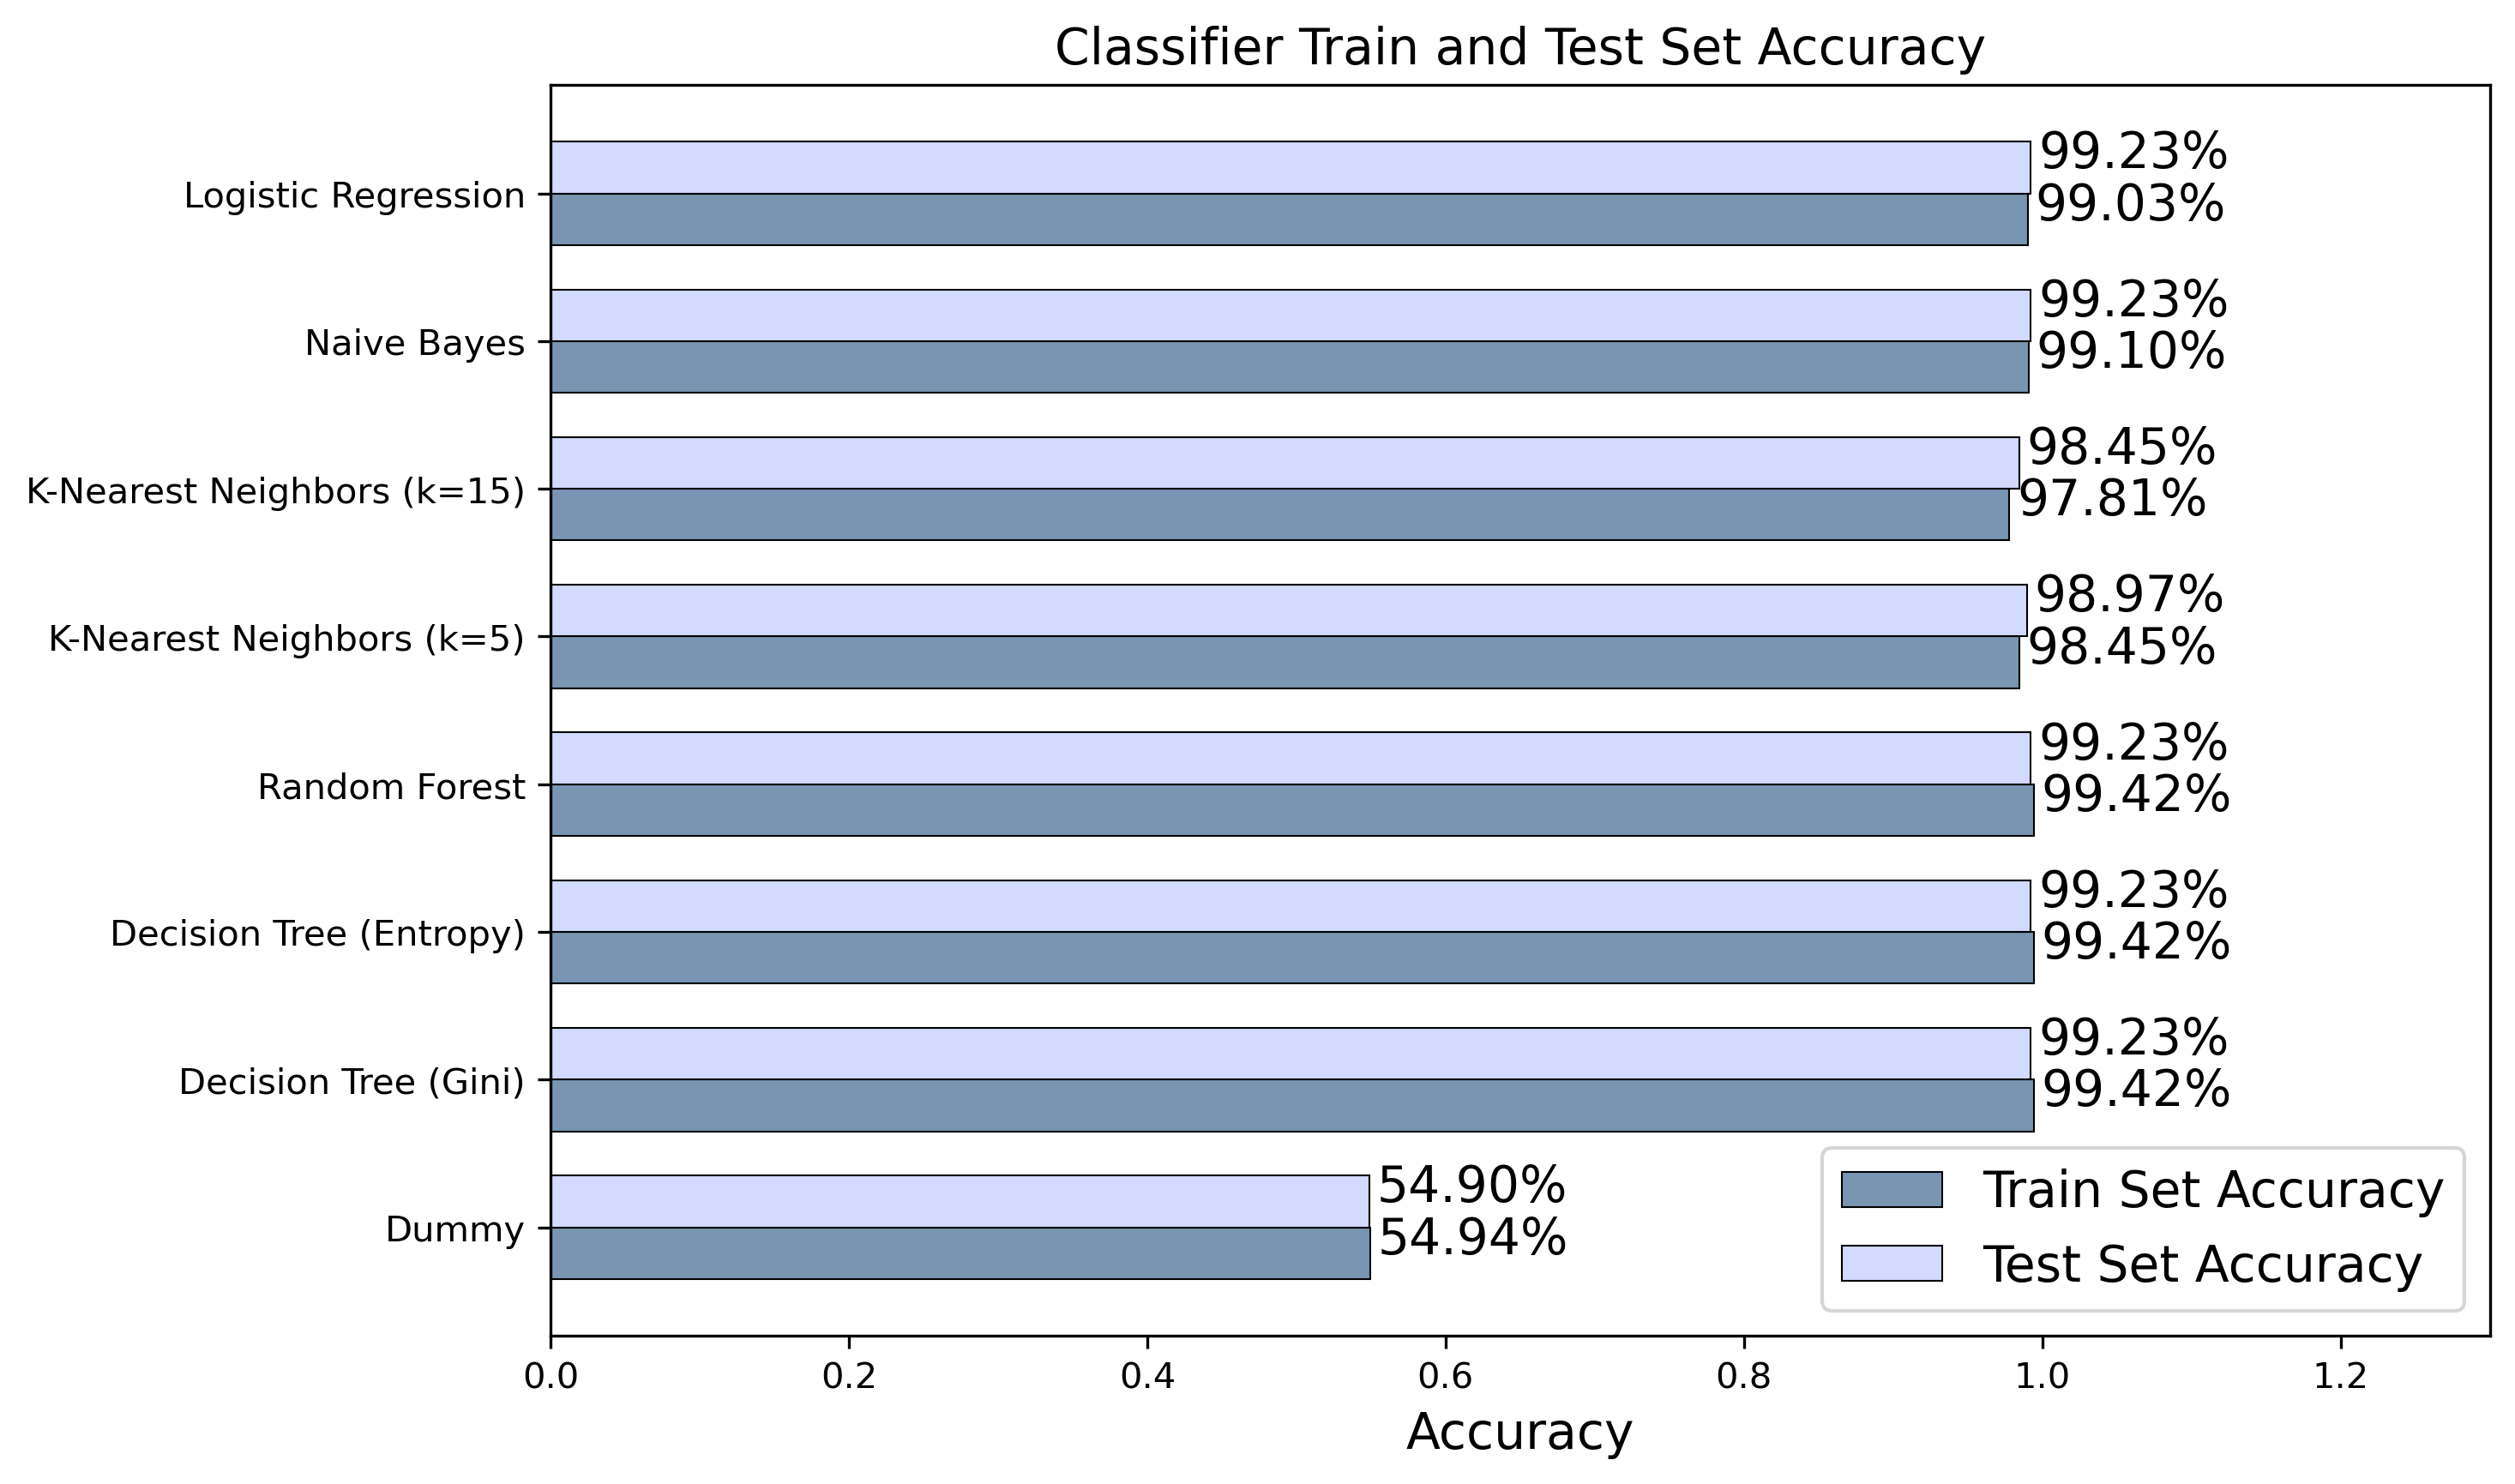 Classifier Train and Test Set Accuracy
Logistic Regression
99.23%
99.03%
Naive Bayes
99.23%
99.10%
K-Nearest Neighbors (k=15)
98.45%
97.81%
K-Nearest Neighbors (k=5)
98.97%
98.45%
Random Forest
99.23%
99.42%
Decision Tree (Entropy)
99.23%
99.42%
Decision Tree (Gini)
99.23%
99.42%
Dummy
54.90%
54.94%
Train Set Accuracy
Test Set Accuracy
0.0 0.2 0.4 0.6 0.8 1.0 1.2
Accuracy